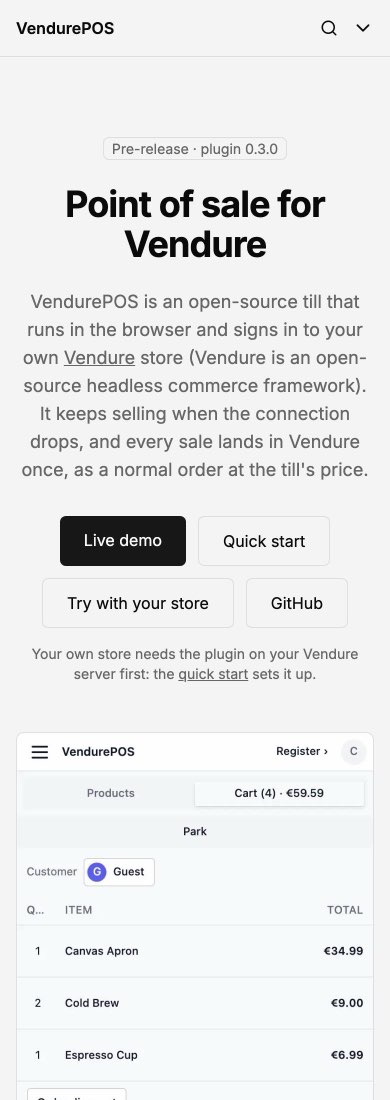 VendurePOS
Pre-release · plugin 0.3.0
Point of sale for
Vendure
VendurePOS is an open-source till that
runs in the browser and signs in to your
own Vendure store (Vendure is an open-
source headless commerce framework).
It keeps selling when the connection
drops, and every sale lands in Vendure
once, as a normal order at the till's price.
Live demo
Quick start
Try with your store
GitHub
Your own store needs the plugin on your Vendure
server first: the quick start sets it up.
VendurePOS
Register ›
C
Products
Cart (4) · €59.59
Park
Customer
G
Guest
Q...
ITEM
TOTAL
1
Canvas Apron
€34.99
2
Cold Brew
€9.00
1
Espresso Cup
€6.99